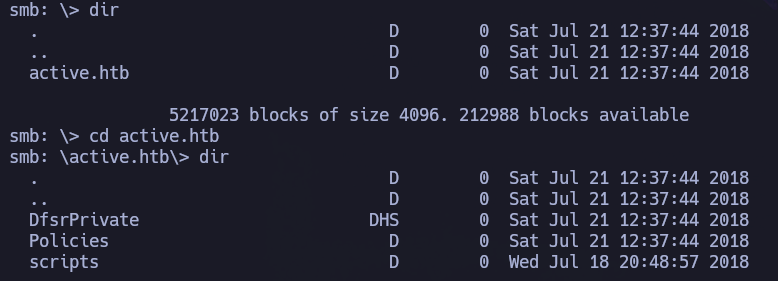 smb: \> dir
  .                                   D        0  Sat Jul 21 12:37:44 2018
  ..                                  D        0  Sat Jul 21 12:37:44 2018
  active.htb                          D        0  Sat Jul 21 12:37:44 2018
                5217023 blocks of size 4096. 212988 blocks available
smb: \> cd active.htb
smb: \active.htb\> dir
  .                                   D        0  Sat Jul 21 12:37:44 2018
  ..                                  D        0  Sat Jul 21 12:37:44 2018
  DfsrPrivate                       DHS        0  Sat Jul 21 12:37:44 2018
  Policies                            D        0  Sat Jul 21 12:37:44 2018
  scripts                             D        0  Wed Jul 18 20:48:57 2018